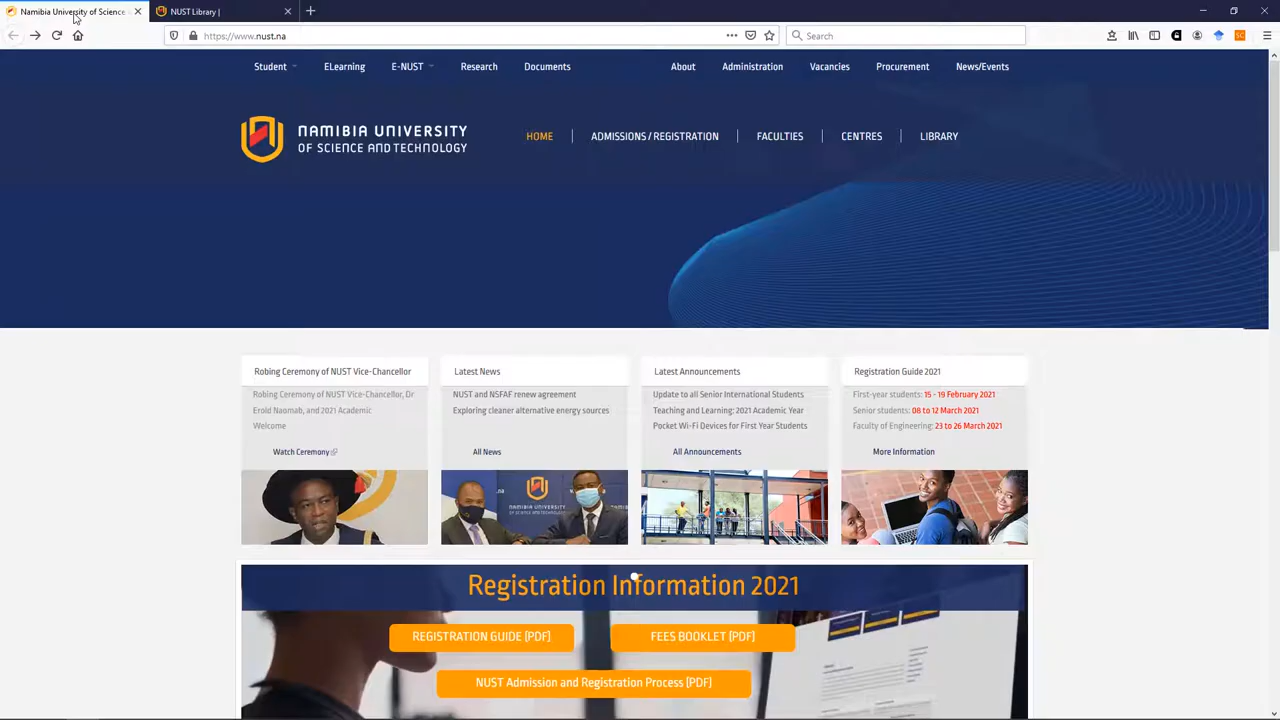 Namibia University of Science
NUST Library |
https://www.nust.na
Search
Student
ELearning
E-NUST
Research
Documents
About
Administration
Vacancies
Procurement
News/Events
NAMIBIA UNIVERSITY
OF SCIENCE AND TECHNOLOGY
HOME
ADMISSIONS / REGISTRATION
FACULTIES
CENTRES
LIBRARY
Robing Ceremony of NUST Vice-Chancellor
Robing Ceremony of NUST Vice-Chancellor, Dr
Erold Naomab, and 2021 Academic
Welcome
Watch Ceremony
Latest News
NUST and NSFAF renew agreement
Exploring cleaner alternative energy sources
All News
Latest Announcements
Update to all Senior International Students
Teaching and Learning: 2021 Academic Year
Pocket Wi-Fi Devices for First Year Students
All Announcements
Registration Guide 2021
First-year students: 15 - 19 February 2021
Senior students: 08 to 12 March 2021
Faculty of Engineering: 23 to 26 March 2021
More Information
NAMIBIA UNIVERSITY
OF SCIENCE AND TECHNOLOGY
Registration Information 2021
REGISTRATION GUIDE [PDF]
FEES BOOKLET [PDF]
NUST Admission and Registration Process [PDF]